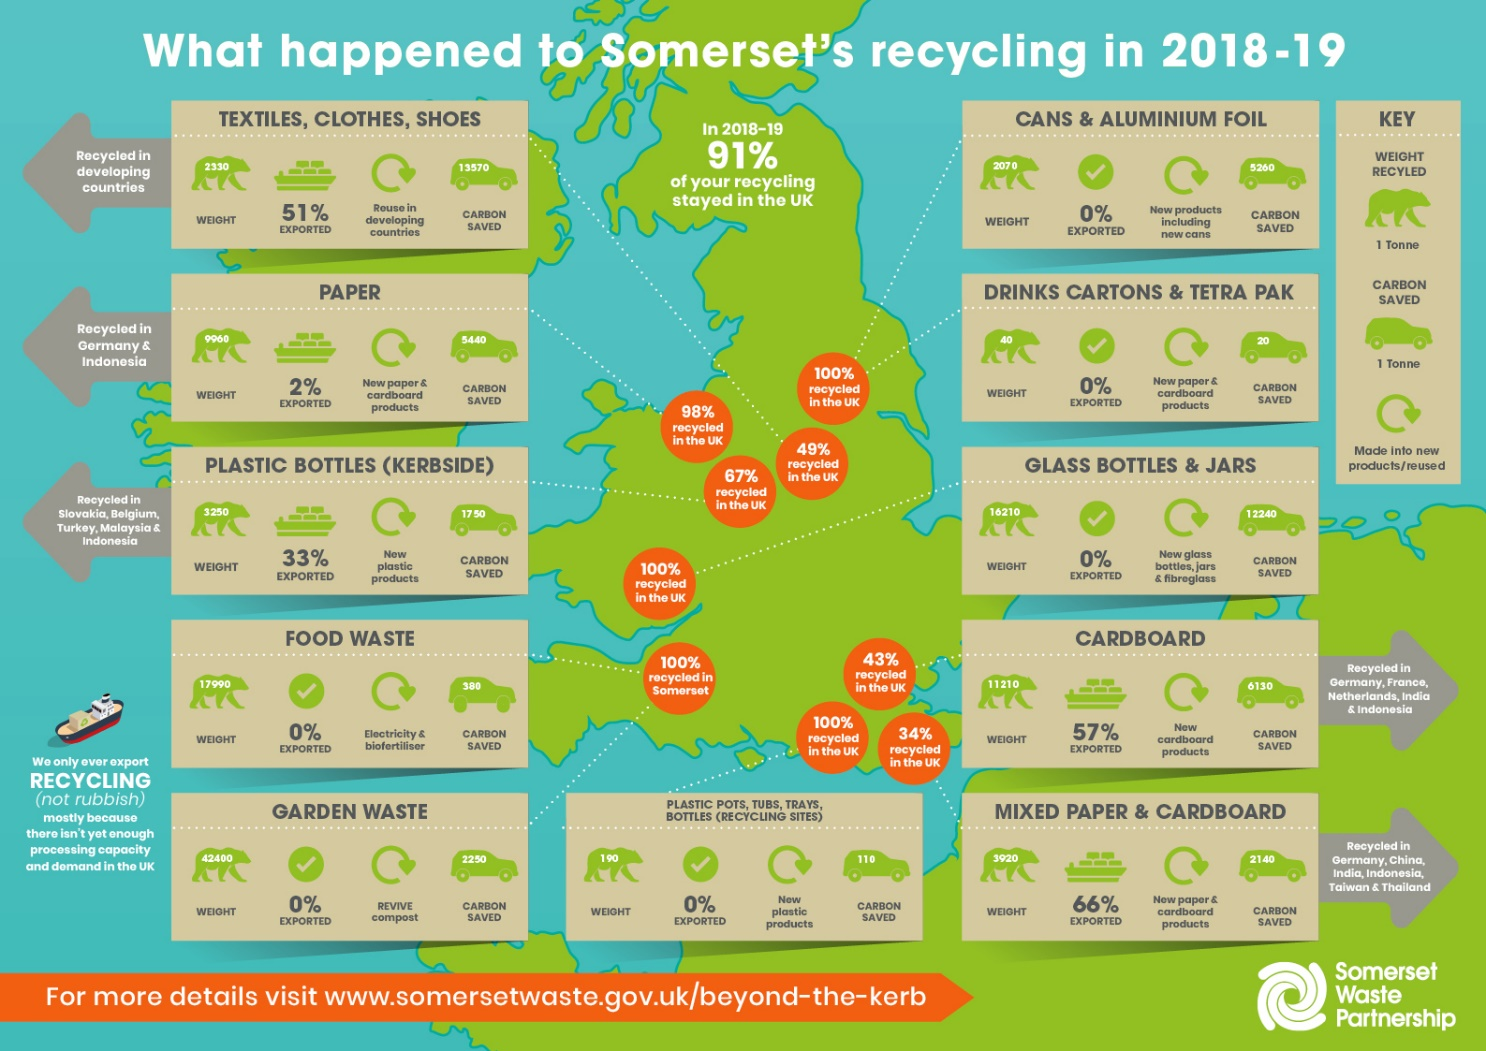 What happened to Somerset's recycling in 2018-19
TEXTILES, CLOTHES, SHOES
Recycled in
developing
countries
2330
WEIGHT
51%
EXPORTED
Reuse in
developing
countries
13570
CARBON
SAVED
PAPER
Recycled in
Germany &
Indonesia
9960
WEIGHT
2%
EXPORTED
New paper &
cardboard
products
5440
CARBON
SAVED
PLASTIC BOTTLES (KERBSIDE)
Recycled in
Slovakia, Belgium,
Turkey, Malaysia &
Indonesia
3250
WEIGHT
33%
EXPORTED
New
plastic
products
1750
CARBON
SAVED
FOOD WASTE
17990
WEIGHT
0%
EXPORTED
Electricity &
biofertiliser
380
CARBON
SAVED
We only ever export
RECYCLING
(not rubbish)
mostly because
there isn't yet enough
processing capacity
and demand in the UK
GARDEN WASTE
42400
WEIGHT
0%
EXPORTED
REVIVE
compost
2250
CARBON
SAVED
In 2018-19
91%
of your recycling
stayed in the UK
100%
recycled
in the UK
98%
recycled
in the UK
49%
recycled
in the UK
67%
recycled
in the UK
100%
recycled
in the UK
100%
recycled in
Somerset
43%
recycled
in the UK
100%
recycled
in the UK
34%
recycled
in the UK
PLASTIC POTS, TUBS, TRAYS,
BOTTLES (RECYCLING SITES)
190
WEIGHT
0%
EXPORTED
New
plastic
products
110
CARBON
SAVED
CANS & ALUMINIUM FOIL
2070
WEIGHT
0%
EXPORTED
New products
including
new cans
5260
CARBON
SAVED
DRINKS CARTONS & TETRA PAK
40
WEIGHT
0%
EXPORTED
New paper &
cardboard
products
20
CARBON
SAVED
GLASS BOTTLES & JARS
16210
WEIGHT
0%
EXPORTED
New glass
bottles, jars
& fibreglass
12240
CARBON
SAVED
CARDBOARD
11210
WEIGHT
57%
EXPORTED
New
cardboard
products
6130
CARBON
SAVED
Recycled in
Germany, France,
Netherlands, India
& Indonesia
MIXED PAPER & CARDBOARD
3920
WEIGHT
66%
EXPORTED
New paper &
cardboard
products
2140
CARBON
SAVED
Recycled in
Germany, China,
India, Indonesia,
Taiwan & Thailand
KEY
WEIGHT
RECYLED
1 Tonne
CARBON
SAVED
1 Tonne
Made into new
products/reused
For more details visit www.somersetwaste.gov.uk/beyond-the-kerb
Somerset
Waste
Partnership